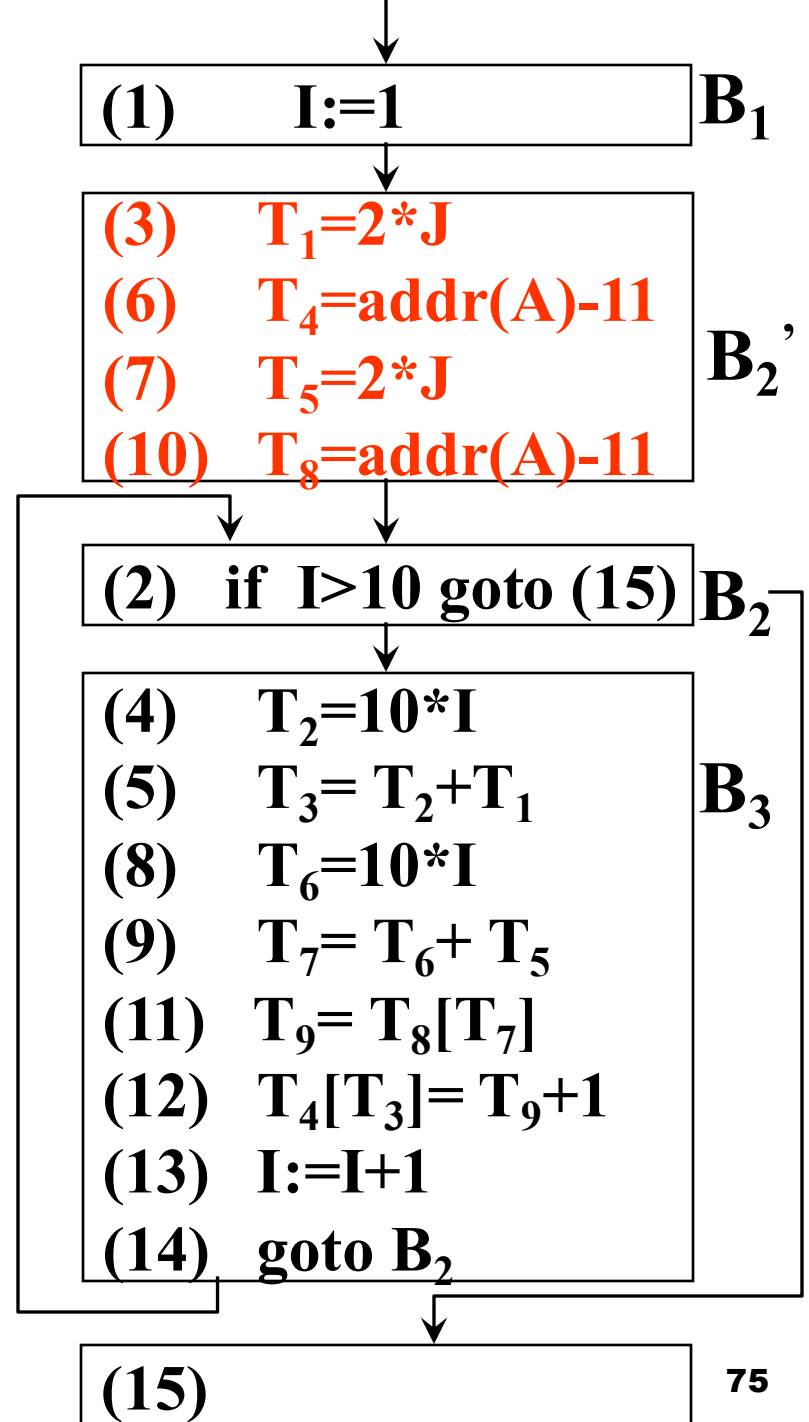 (1) I:=1 B₁
(3) T₁=2*J
(6) T₄=addr(A)-11
B₂’
(7) T₅=2*J
(10) T₈=addr(A)-11
(2) if I>10 goto (15) B₂
(4) T₂=10*I
(5) T₃= T₂+T₁ B₃
(8) T₆=10*I
(9) T₇= T₆+ T₅
(11) T₉= T₈[T₇]
(12) T₄[T₃]= T₉+1
(13) I:=I+1
(14) goto B₂
(15)
75